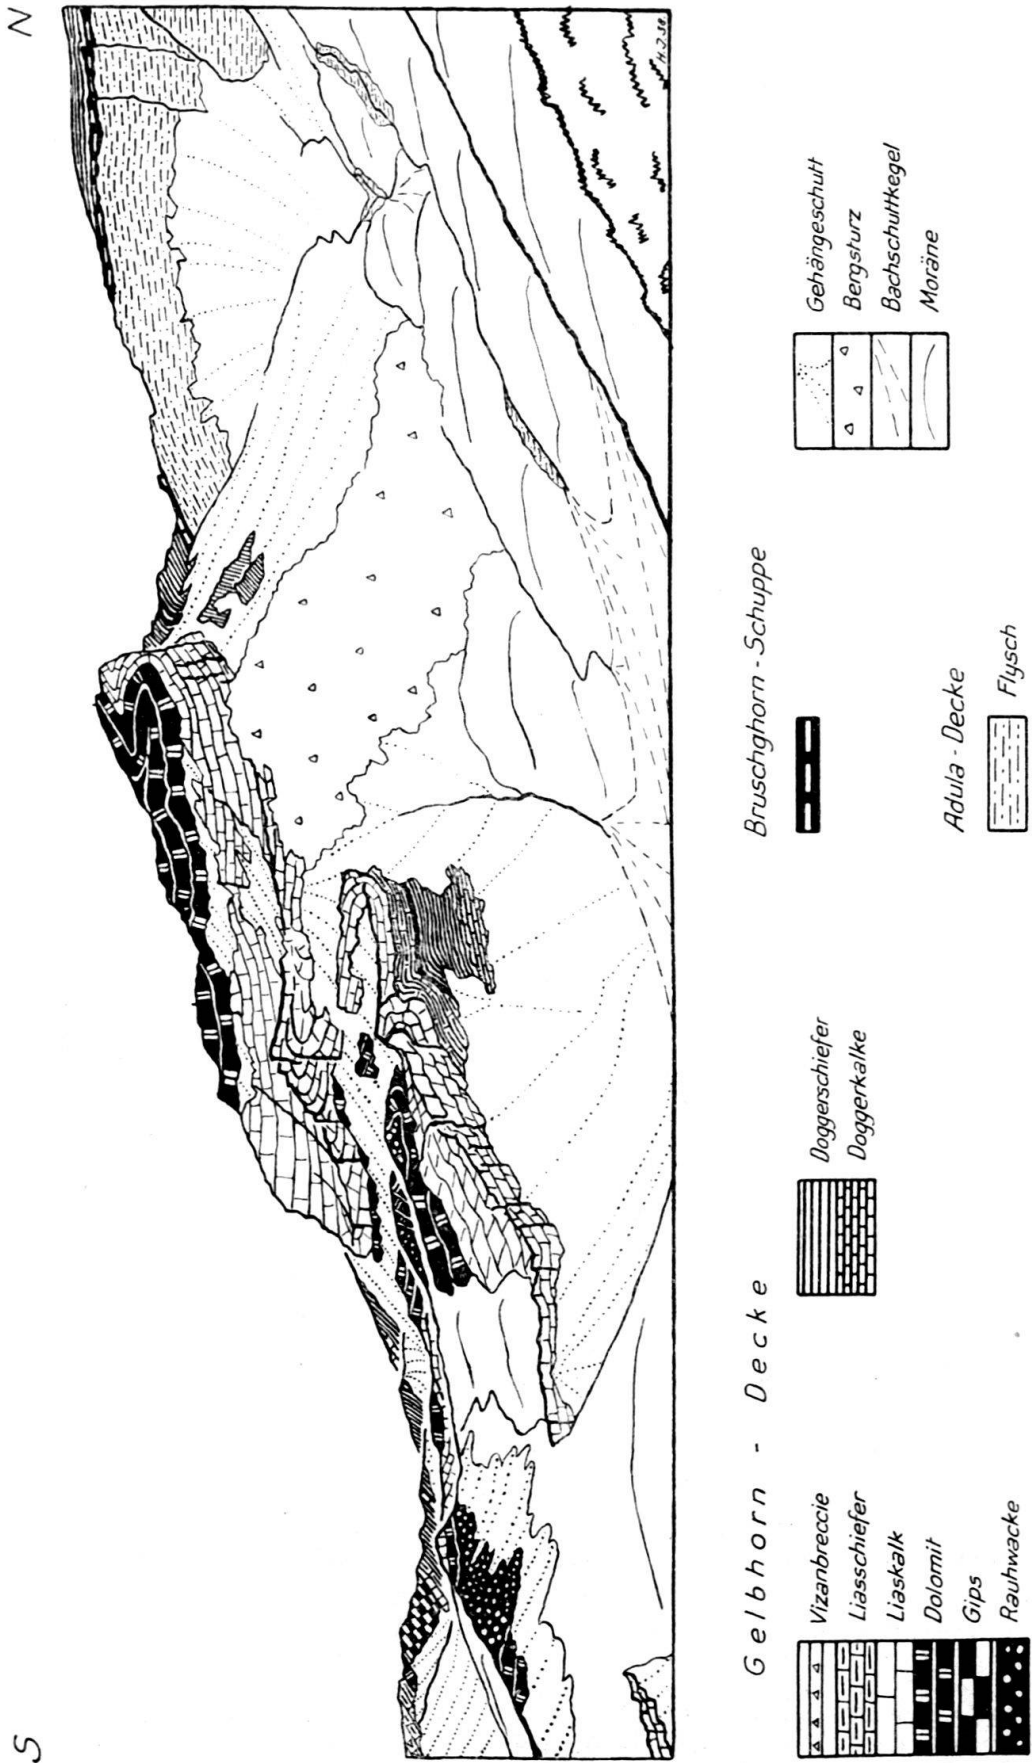 S
N
H.J.38.
Gelbhorn - Decke
Vizanbreccie
Liasschiefer
Liaskalk
Dolomit
Gips
Rauhwacke
Doggerschiefer
Doggerkalke
Bruschghorn - Schuppe
Adula - Decke
Flysch
Gehängeschutt
Bergsturz
Bachschuttkegel
Moräne